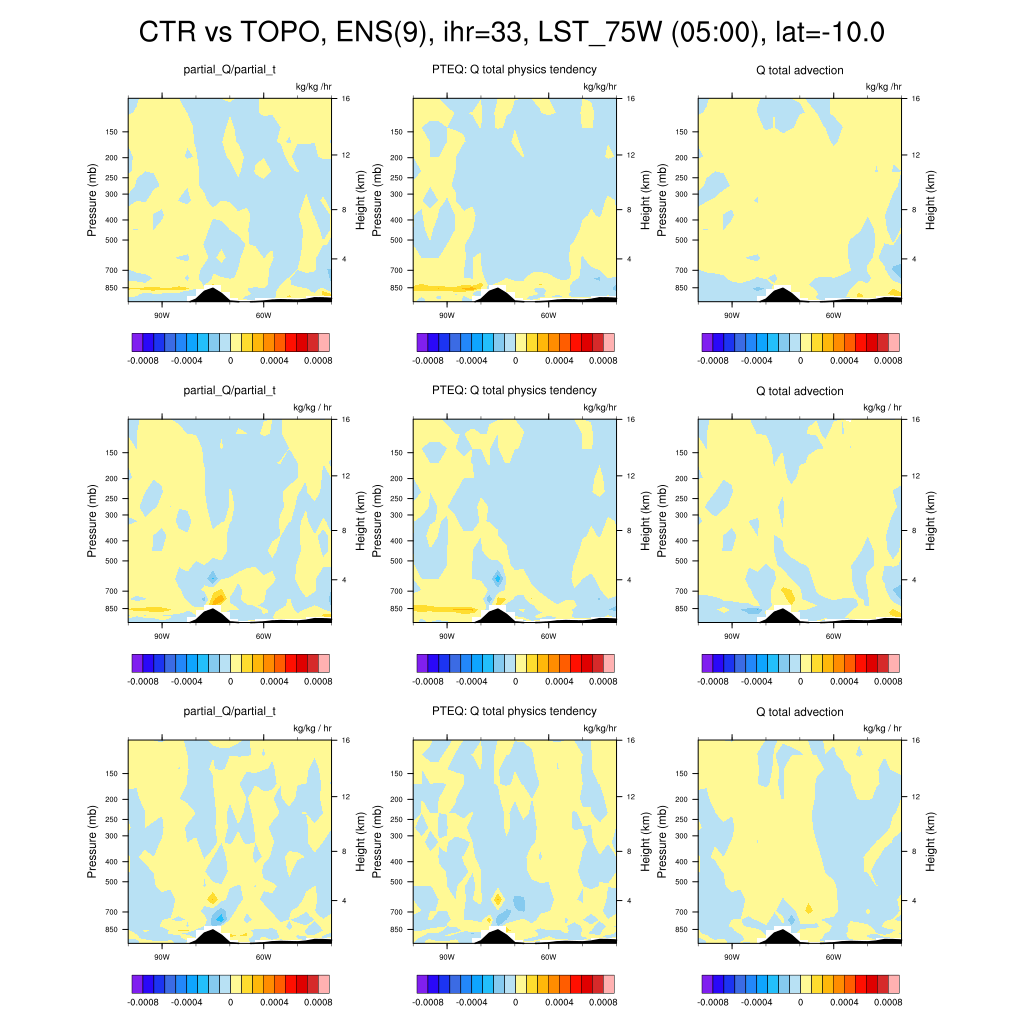 CTR vs TOPO, ENS(9), ihr=33, LST_75W (05:00), lat=-10.0
partial_Q/partial_t PTEQ: Q total physics tendency Q total advection
kg/kg /hr kg/kg /hr kg/kg /hr
16 16 16
150 150 150
12 12 12
200 200 200
250 250 250
300 300 300
Pressure (mb) Height (km) Pressure (mb) Height (km) Pressure (mb) Height (km)
8 8 8
400 400 400
500 500 500
4 4 4
700 700 700
850 850 850
90W 60W 90W 60W 90W 60W
-0.0008 -0.0004 0 0.0004 0.0008 -0.0008 -0.0004 0 0.0004 0.0008 -0.0008 -0.0004 0 0.0004 0.0008
partial_Q/partial_t PTEQ: Q total physics tendency Q total advection
kg/kg / hr kg/kg/hr kg/kg / hr
16 16 16
150 150 150
12 12 12
200 200 200
250 250 250
300 300 300
Pressure (mb) Height (km) Pressure (mb) Height (km) Pressure (mb) Height (km)
8 8 8
400 400 400
500 500 500
4 4 4
700 700 700
850 850 850
90W 60W 90W 60W 90W 60W
-0.0008 -0.0004 0 0.0004 0.0008 -0.0008 -0.0004 0 0.0004 0.0008 -0.0008 -0.0004 0 0.0004 0.0008
partial_Q/partial_t PTEQ: Q total physics tendency Q total advection
kg/kg / hr kg/kg/hr kg/kg / hr
16 16 16
150 150 150
12 12 12
200 200 200
250 250 250
300 300 300
Pressure (mb) Height (km) Pressure (mb) Height (km) Pressure (mb) Height (km)
8 8 8
400 400 400
500 500 500
4 4 4
700 700 700
850 850 850
90W 60W 90W 60W 90W 60W
-0.0008 -0.0004 0 0.0004 0.0008 -0.0008 -0.0004 0 0.0004 0.0008 -0.0008 -0.0004 0 0.0004 0.0008